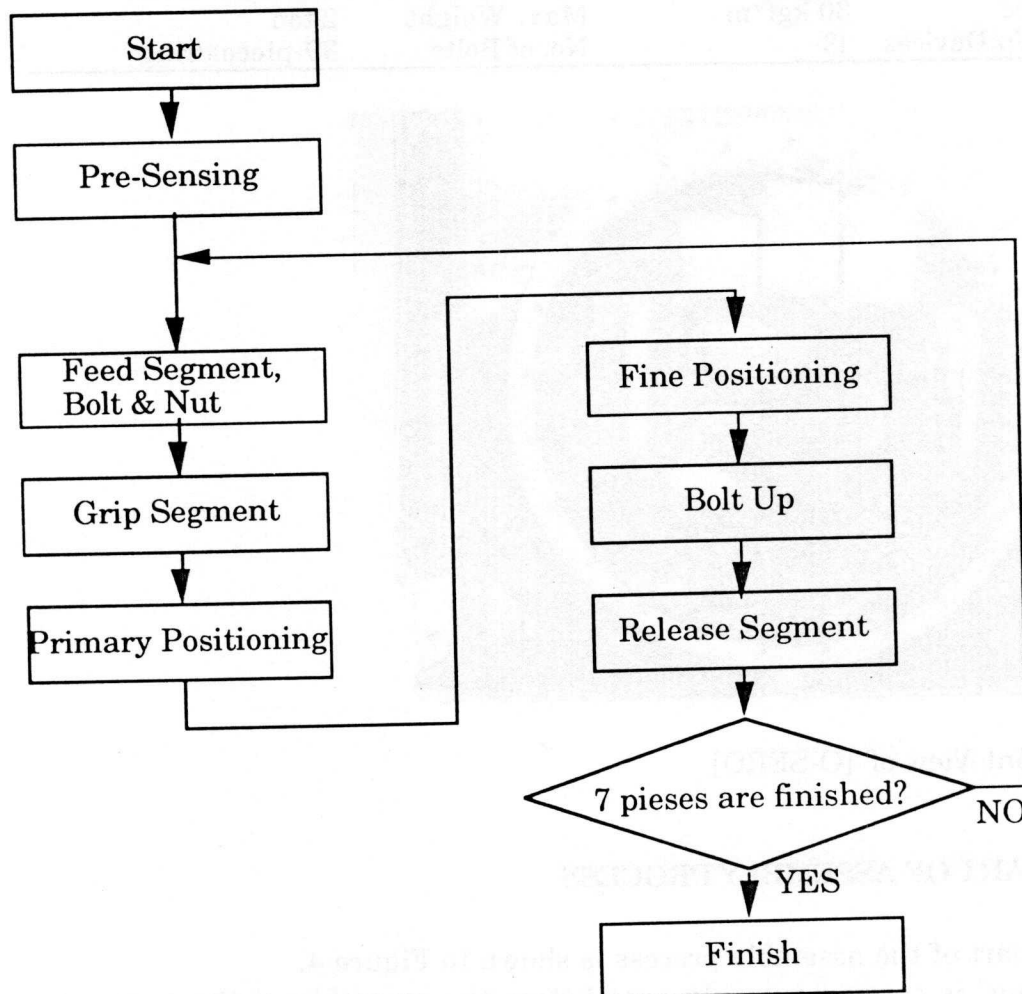 Start
Pre-Sensing
Feed Segment,
Bolt & Nut
Grip Segment
Primary Positioning
Fine Positioning
Bolt Up
Release Segment
7 pieses are finished?
NO
YES
Finish